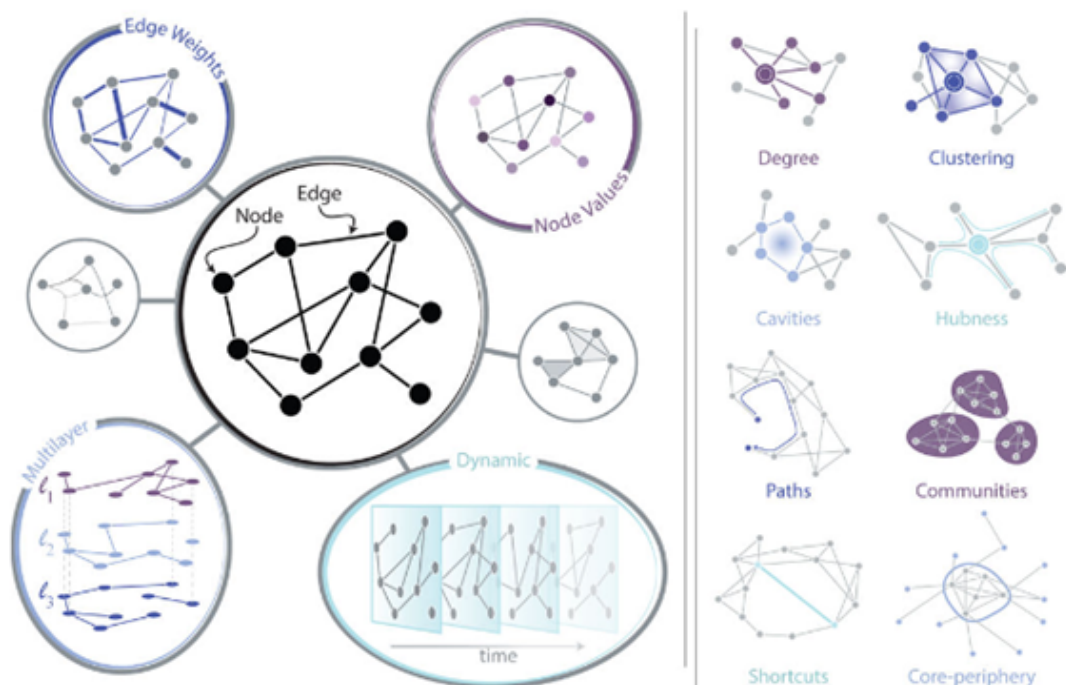 Edge Weights
Node Values
Node
Edge
Multilayer
ℓ1
ℓ2
ℓ3
Dynamic
time
Degree
Clustering
Cavities
Hubness
Paths
Communities
Shortcuts
Core-periphery